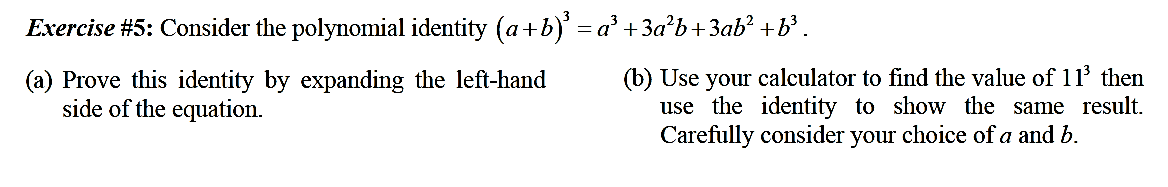 Exercise #5: Consider the polynomial identity (a+b)³ = a³ + 3a²b + 3ab² + b³.
(a) Prove this identity by expanding the left-hand
side of the equation.
(b) Use your calculator to find the value of 11³ then
use the identity to show the same result.
Carefully consider your choice of a and b.